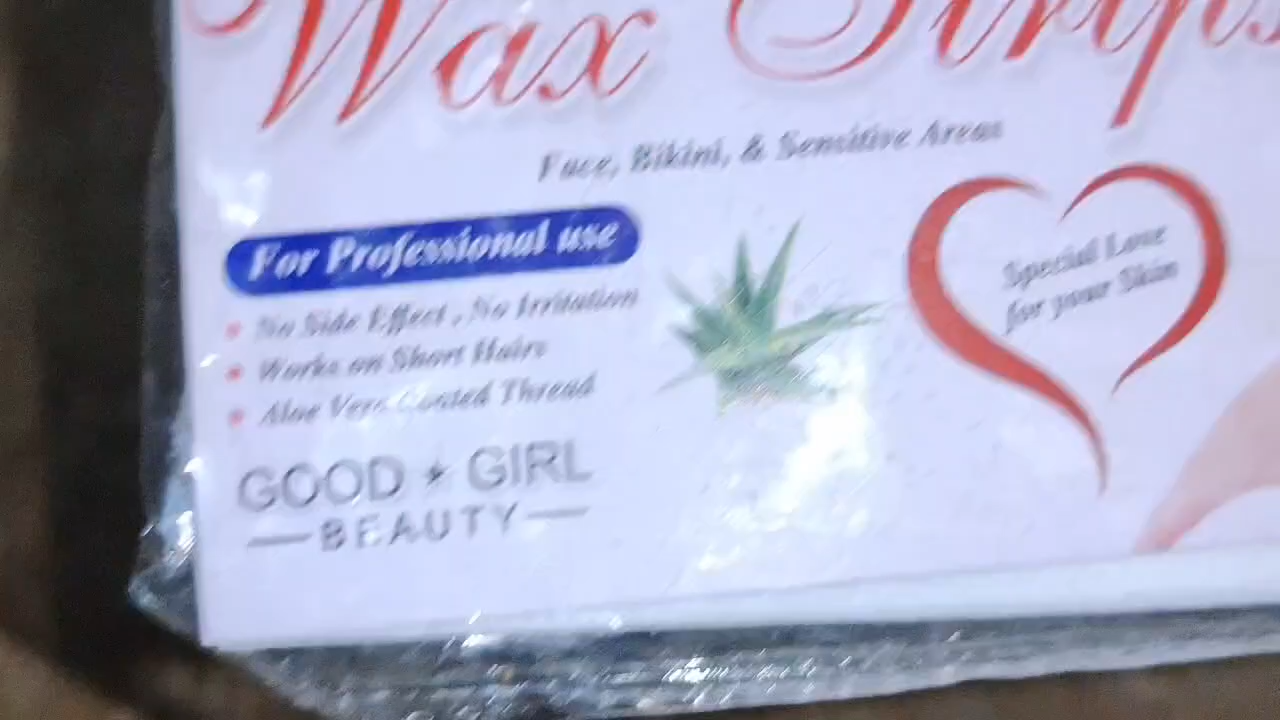 Wax Strips
Face, Bikini, & Sensitive Areas
For Professional use
No Side Effect, No Irritation
Works on Short Hairs
Aloe Vera Coated Thread
GOOD ★ GIRL
BEAUTY
Special Love
for your Skin